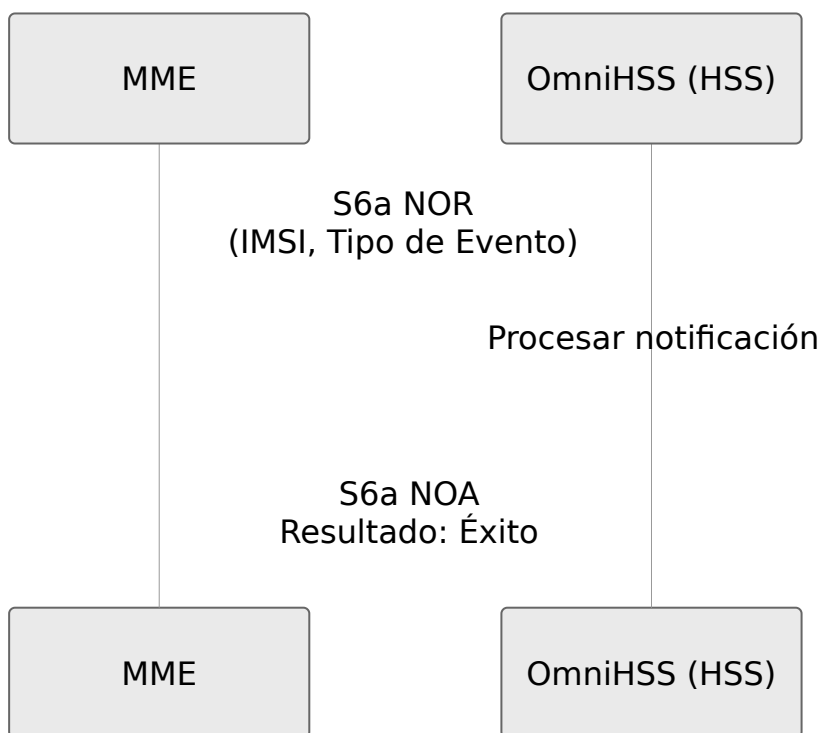 MME
OmniHSS (HSS)
S6a NOR
(IMSI, Tipo de Evento)
Procesar notificación
S6a NOA
Resultado: Éxito
MME
OmniHSS (HSS)